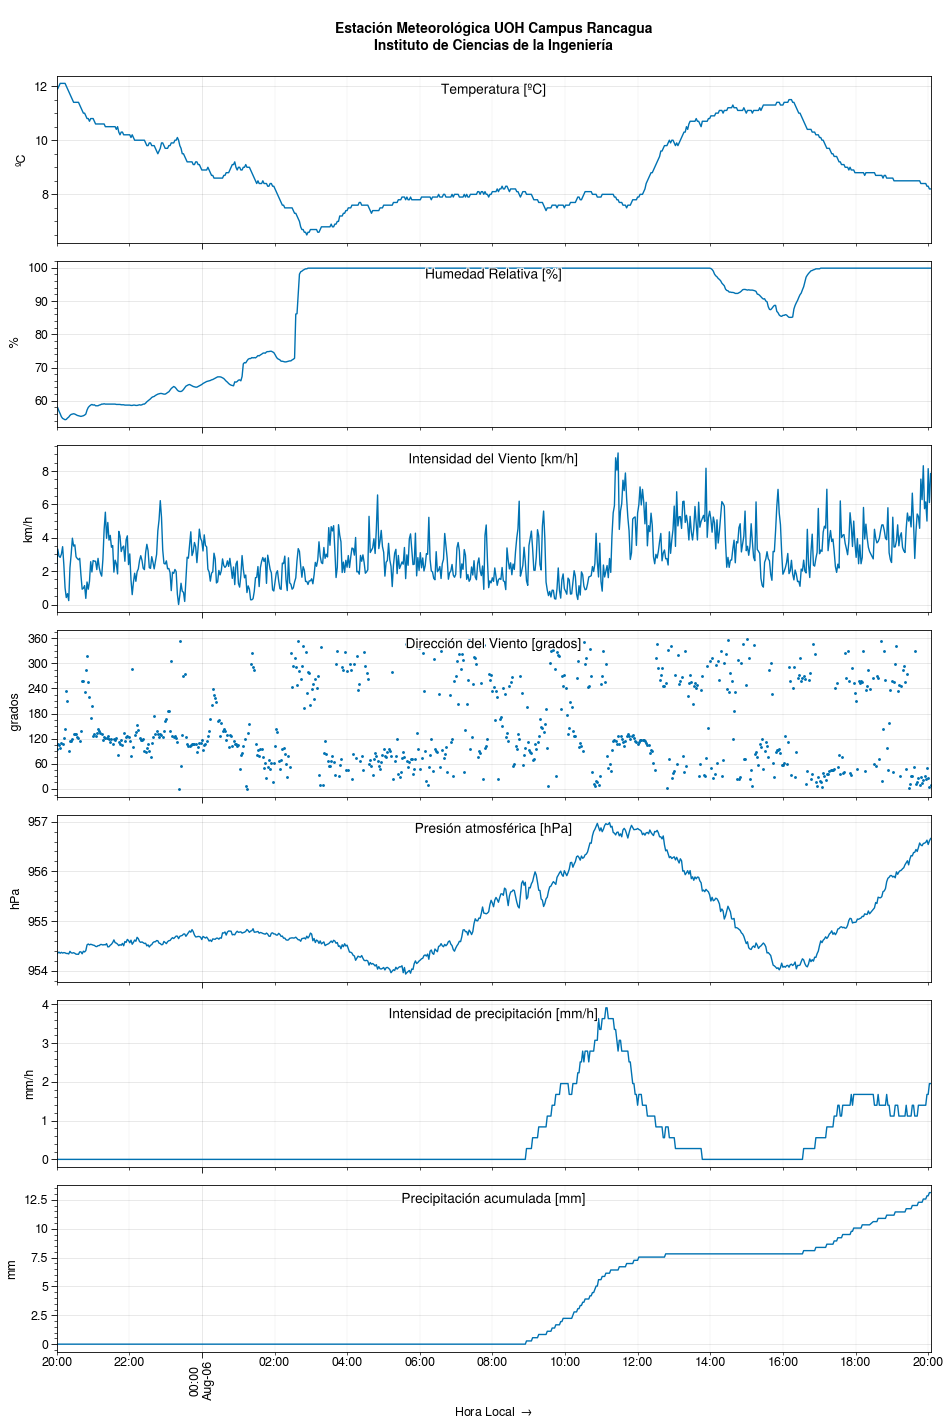 Estación Meteorológica UOH Campus Rancagua
Instituto de Ciencias de la Ingeniería
Temperatura [ºC]
ºC
12
10
8
Humedad Relativa [%]
%
100
90
80
70
60
Intensidad del Viento [km/h]
km/h
8
6
4
2
0
Dirección del Viento [grados]
grados
360
300
240
180
120
60
0
Presión atmosférica [hPa]
hPa
957
956
955
954
Intensidad de precipitación [mm/h]
mm/h
4
3
2
1
0
Precipitación acumulada [mm]
mm
12.5
10
7.5
5
2.5
0
20:00 22:00 00:00 02:00 04:00 06:00 08:00 10:00 12:00 14:00 16:00 18:00 20:00
Aug-06
Hora Local →